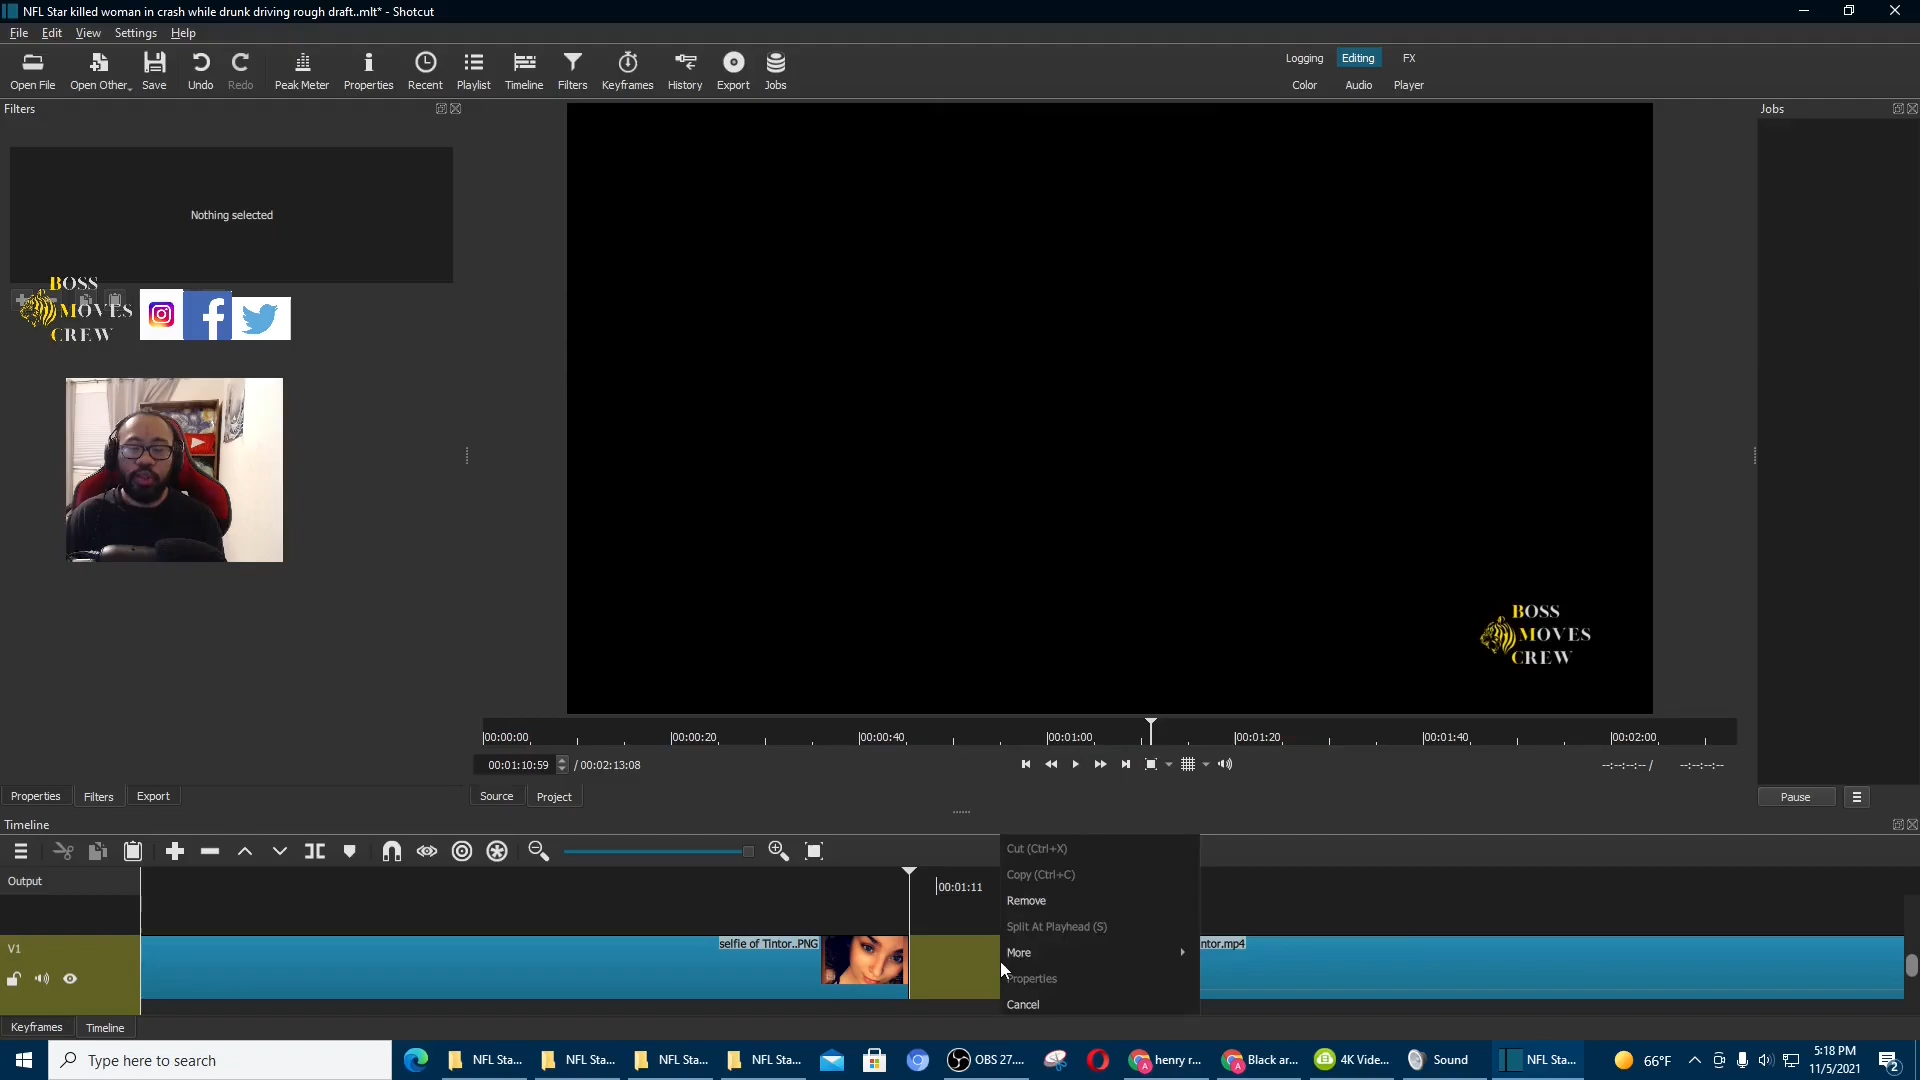 NFL Star killed woman in crash while drunk driving rough draft..mlt* - Shotcut
File Edit View Settings Help
Open File Open Other... Save Undo Redo Peak Meter Properties Recent Playlist Timeline Filters Keyframes History Export Jobs
Logging Editing FX
Color Audio Player
Filters
Jobs
Nothing selected
BOSS
MOVES
CREW
BOSS
MOVES
CREW
|00:00:00 |00:00:20 |00:00:40 |00:01:00 |00:01:20 |00:01:40 |00:02:00
00:01:10:59 / 00:02:13:08
--:--:--:-- / --:--:--:--
Properties Filters Export
Source Project
Pause
Timeline
Output
|00:01:11
Cut (Ctrl+X)
Copy (Ctrl+C)
Remove
Split At Playhead (S)
More
Properties
Cancel
V1
selfie of Tintor..PNG
ntor.mp4
Keyframes Timeline
Type here to search
NFL Sta... NFL Sta... NFL Sta... NFL Sta... OBS 27.... henry r... Black ar... 4K Vide... Sound NFL Sta...
66°F
5:18 PM
11/5/2021
2